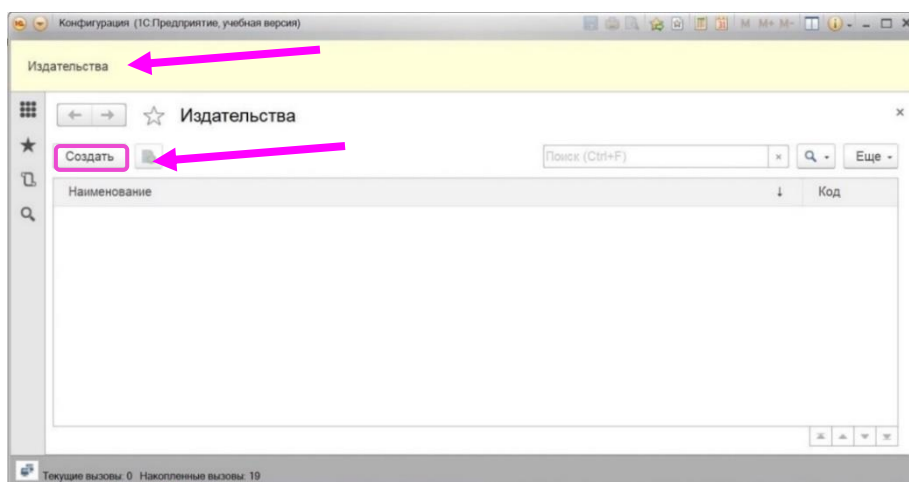 Конфигурация (1С:Предприятие, учебная версия) M M+ M-
Издательства
Издательства
Создать Поиск (Ctrl+F) Еще
Наименование Код
Текущие вызовы: 0 Накопленные вызовы: 19